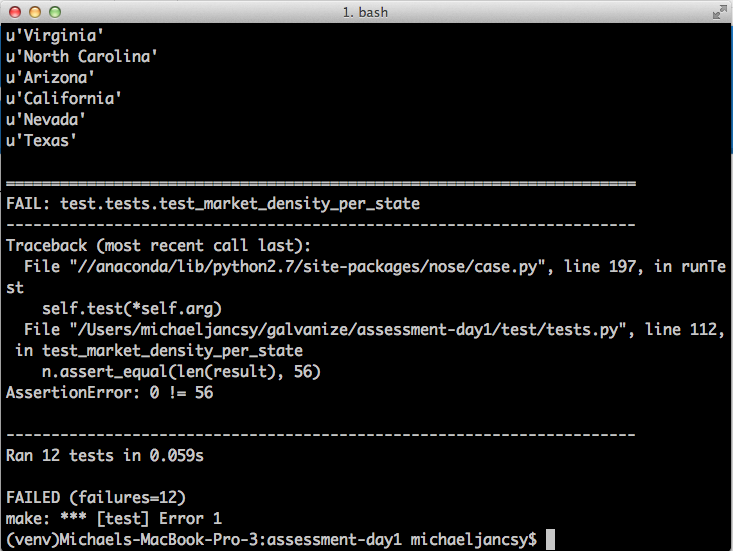 1. bash
u'Virginia'
u'North Carolina'
u'Arizona'
u'California'
u'Nevada'
u'Texas'
======================================================================
FAIL: test.tests.test_market_density_per_state
----------------------------------------------------------------------
Traceback (most recent call last):
  File "//anaconda/lib/python2.7/site-packages/nose/case.py", line 197, in runTe
st
    self.test(*self.arg)
  File "/Users/michaeljancsy/galvanize/assessment-day1/test/tests.py", line 112,
 in test_market_density_per_state
    n.assert_equal(len(result), 56)
AssertionError: 0 != 56
----------------------------------------------------------------------
Ran 12 tests in 0.059s
FAILED (failures=12)
make: *** [test] Error 1
(venv)Michaels-MacBook-Pro-3:assessment-day1 michaeljancsy$